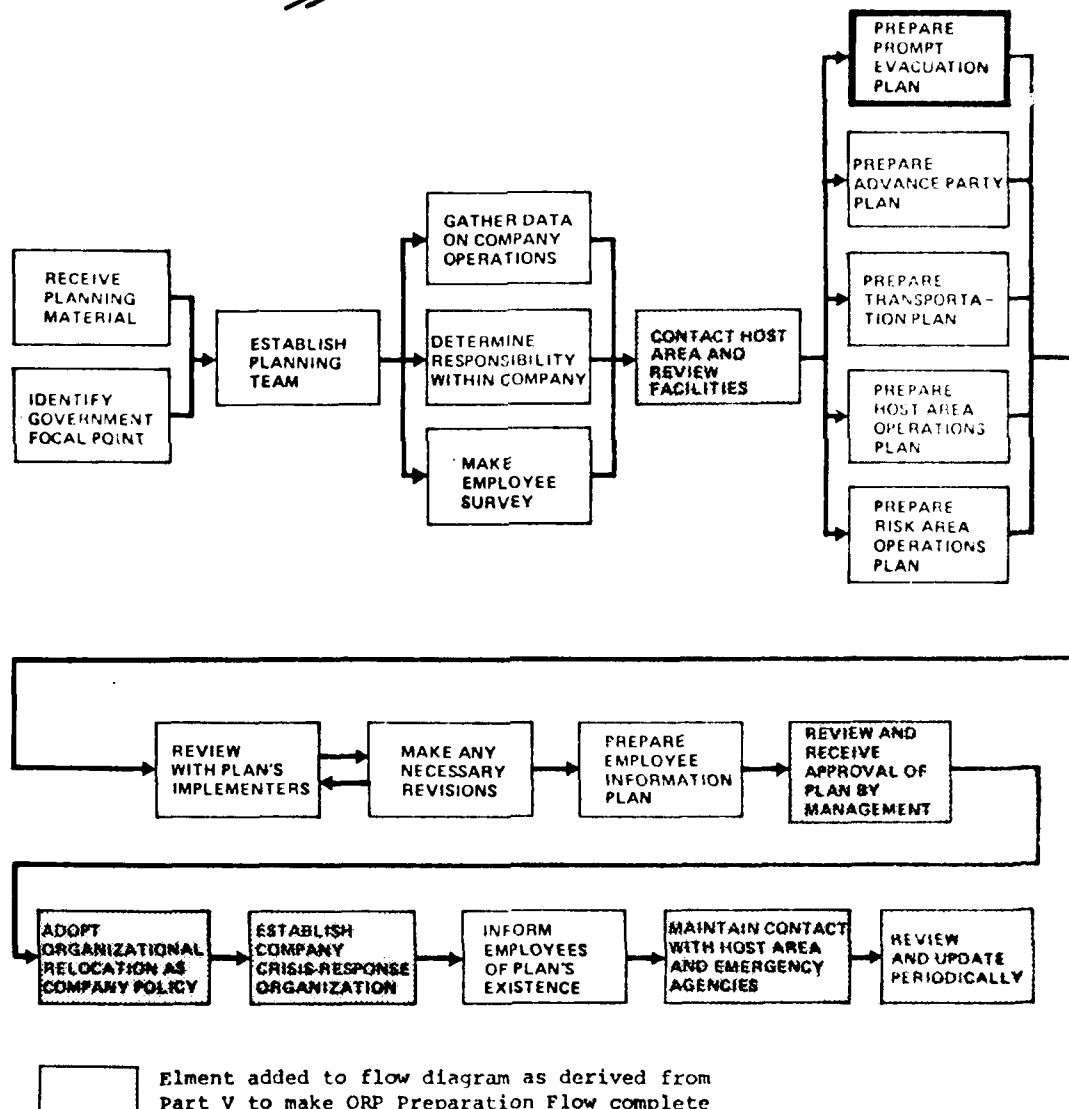 RECEIVE
PLANNING
MATERIAL
IDENTIFY
GOVERNMENT
FOCAL POINT
ESTABLISH
PLANNING
TEAM
GATHER DATA
ON COMPANY
OPERATIONS
DETERMINE
RESPONSIBILITY
WITHIN COMPANY
MAKE
EMPLOYEE
SURVEY
CONTACT HOST
AREA AND
REVIEW
FACILITIES
PREPARE
PROMPT
EVACUATION
PLAN
PREPARE
ADVANCE PARTY
PLAN
PREPARE
TRANSPORTA-
TION PLAN
PREPARE
HOST AREA
OPERATIONS
PLAN
PREPARE
RISK AREA
OPERATIONS
PLAN
REVIEW
WITH PLAN'S
IMPLEMENTERS
MAKE ANY
NECESSARY
REVISIONS
PREPARE
EMPLOYEE
INFORMATION
PLAN
REVIEW AND
RECEIVE
APPROVAL OF
PLAN BY
MANAGEMENT
ADOPT
ORGANIZATIONAL
RELOCATION AS
COMPANY POLICY
ESTABLISH
COMPANY
CRISIS-RESPONSE
ORGANIZATION
INFORM
EMPLOYEES
OF PLAN'S
EXISTENCE
MAINTAIN CONTACT
WITH HOST AREA
AND EMERGENCY
AGENCIES
REVIEW
AND UPDATE
PERIODICALLY
Elment added to flow diagram as derived from
Part V to make ORP Preparation Flow complete